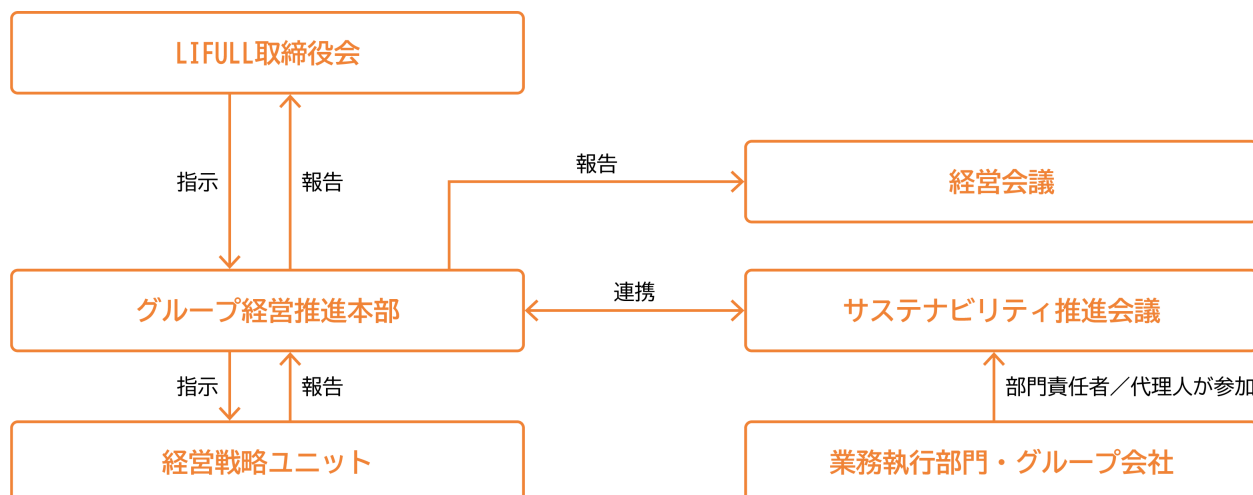 LIFULL取締役会
指示
報告
報告
経営会議
グループ経営推進本部
連携
サステナビリティ推進会議
指示
報告
部門責任者／代理人が参加
経営戦略ユニット
業務執行部門・グループ会社